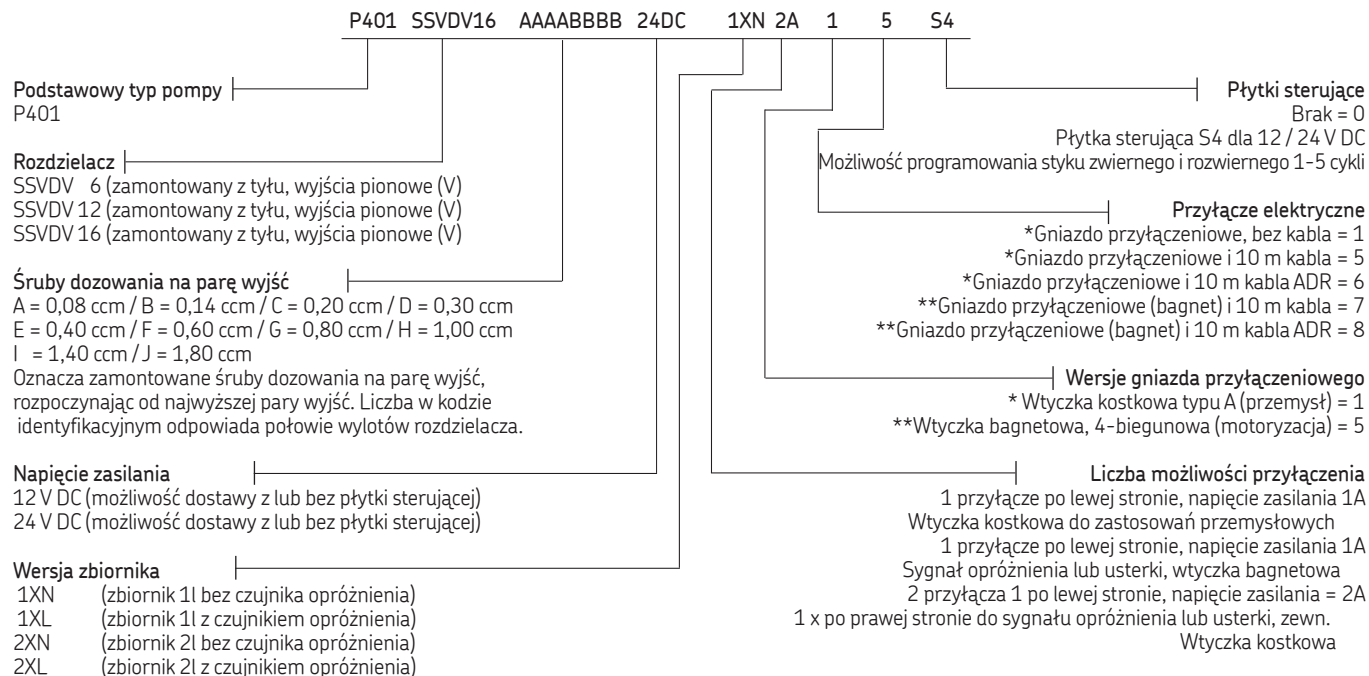 P401 SSVDV16 AAAABBBB 24DC 1XN 2A 1 5 S4
Podstawowy typ pompy
P401
Rozdzielacz
SSVDV 6 (zamontowany z tyłu, wyjścia pionowe (V)
SSVDV 12 (zamontowany z tyłu, wyjścia pionowe (V)
SSVDV 16 (zamontowany z tyłu, wyjścia pionowe (V)
Śruby dozowania na parę wyjść
A = 0,08 ccm / B = 0,14 ccm / C = 0,20 ccm / D = 0,30 ccm
E = 0,40 ccm / F = 0,60 ccm / G = 0,80 ccm / H = 1,00 ccm
I = 1,40 ccm / J = 1,80 ccm
Oznacza zamontowane śruby dozowania na parę wyjść,
rozpoczynając od najwyższej pary wyjść. Liczba w kodzie
identyfikacyjnym odpowiada połowie wylotów rozdzielacza.
Napięcie zasilania
12 V DC (możliwość dostawy z lub bez płytki sterującej)
24 V DC (możliwość dostawy z lub bez płytki sterującej)
Wersja zbiornika
1XN (zbiornik 1l bez czujnika opróżnienia)
1XL (zbiornik 1l z czujnikiem opróżnienia)
2XN (zbiornik 2l bez czujnika opróżnienia)
2XL (zbiornik 2l z czujnikiem opróżnienia)
Płytki sterujące
Brak = 0
Płytka sterująca S4 dla 12 / 24 V DC
Możliwość programowania styku zwiernego i rozwiernego 1-5 cykli
Przyłącze elektryczne
*Gniazdo przyłączeniowe, bez kabla = 1
*Gniazdo przyłączeniowe i 10 m kabla = 5
*Gniazdo przyłączeniowe i 10 m kabla ADR = 6
**Gniazdo przyłączeniowe (bagnet) i 10 m kabla = 7
**Gniazdo przyłączeniowe (bagnet) i 10 m kabla ADR = 8
Wersje gniazda przyłączeniowego
* Wtyczka kostkowa typu A (przemysł) = 1
**Wtyczka bagnetowa, 4-biegunowa (motoryzacja) = 5
Liczba możliwości przyłączenia
1 przyłącze po lewej stronie, napięcie zasilania 1A
Wtyczka kostkowa do zastosowań przemysłowych
1 przyłącze po lewej stronie, napięcie zasilania 1A
Sygnał opróżnienia lub usterki, wtyczka bagnetowa
2 przyłącza 1 po lewej stronie, napięcie zasilania = 2A
1 x po prawej stronie do sygnału opróżnienia lub usterki, zewn.
Wtyczka kostkowa